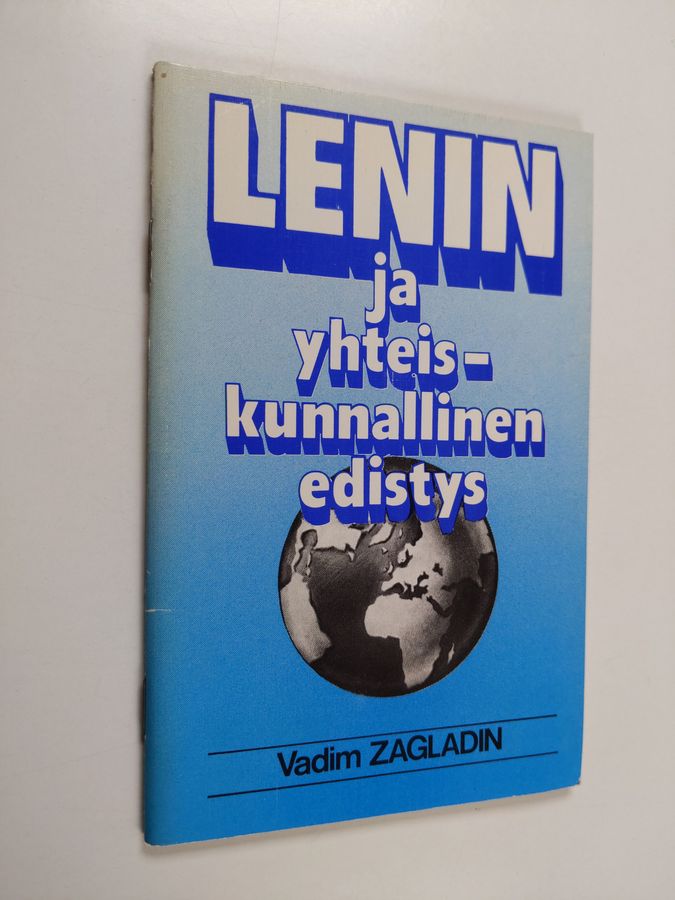 LENIN
ja
yhteis-
kunnallinen
edistys
Vadim ZAGLADIN